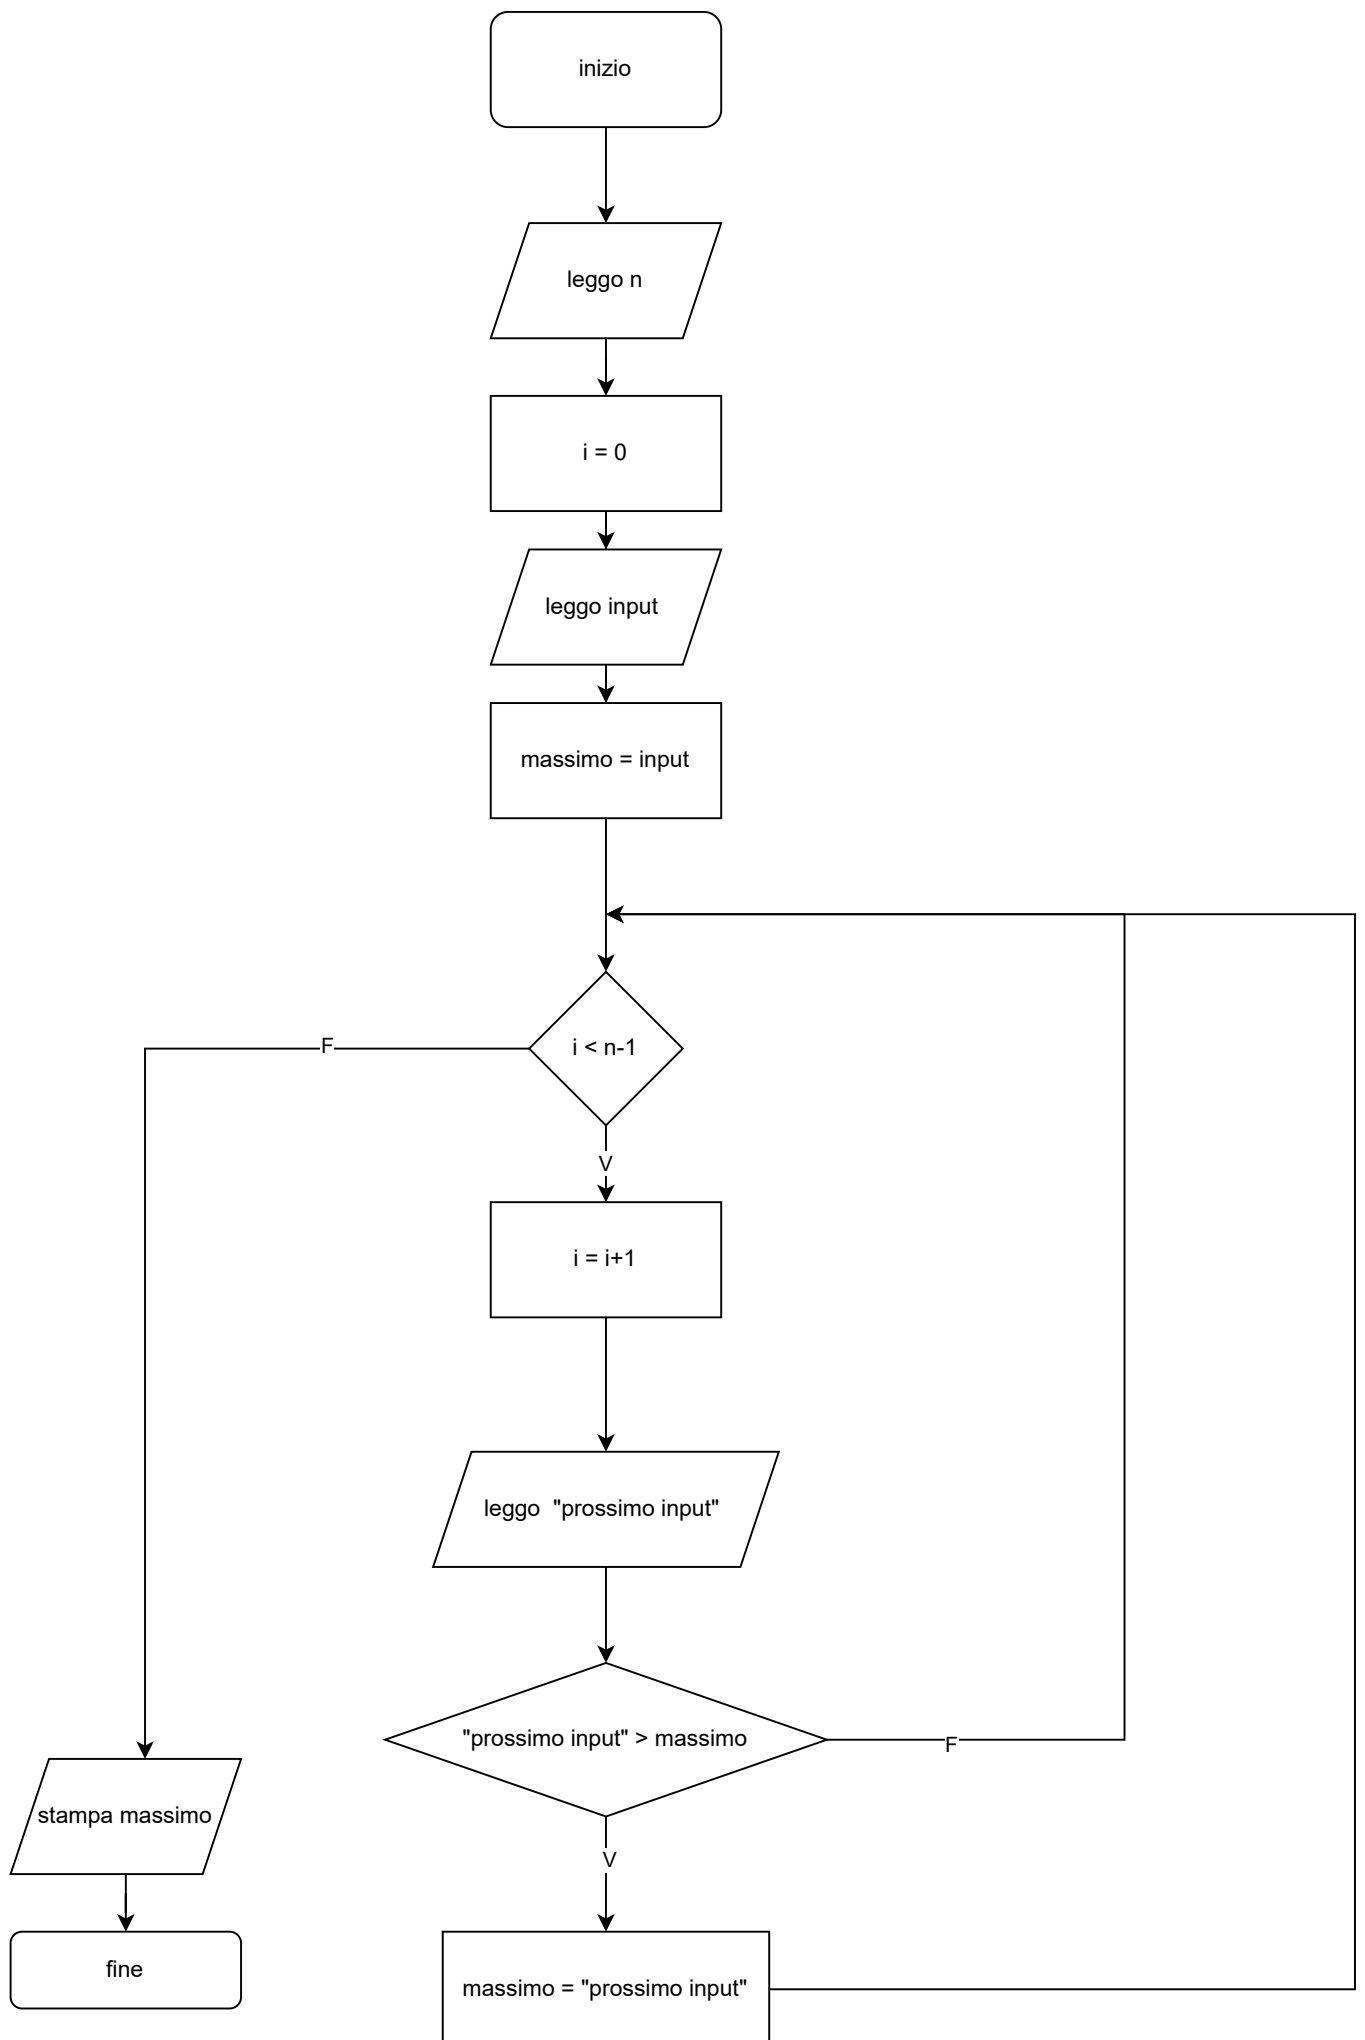 inizio
leggo n
i = 0
leggo input
massimo = input
i < n-1
F
V
i = i+1
leggo  "prossimo input"
"prossimo input" > massimo
F
V
massimo = "prossimo input"
stampa massimo
fine